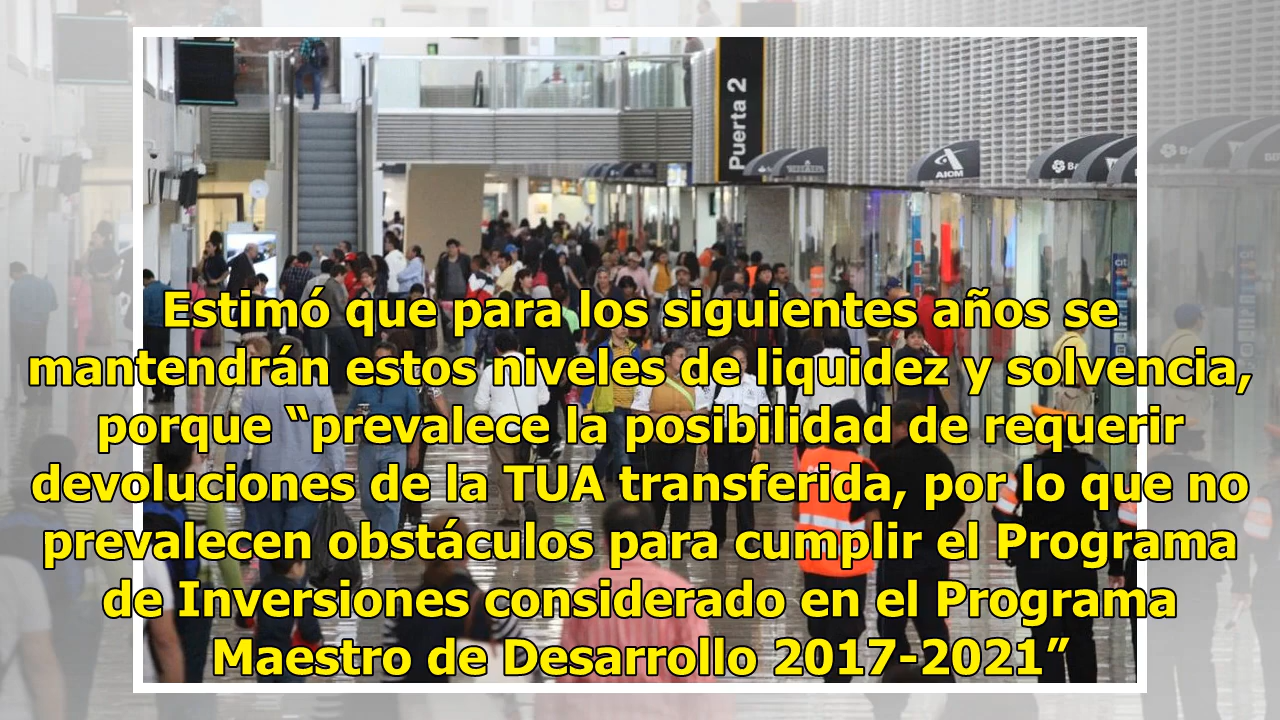 Puerta 2
AICM
Estimó que para los siguientes años se
mantendrán estos niveles de liquidez y solvencia,
porque “prevalece la posibilidad de requerir
devoluciones de la TUA transferida, por lo que no
prevalecen obstáculos para cumplir el Programa
de Inversiones considerado en el Programa
Maestro de Desarrollo 2017-2021”